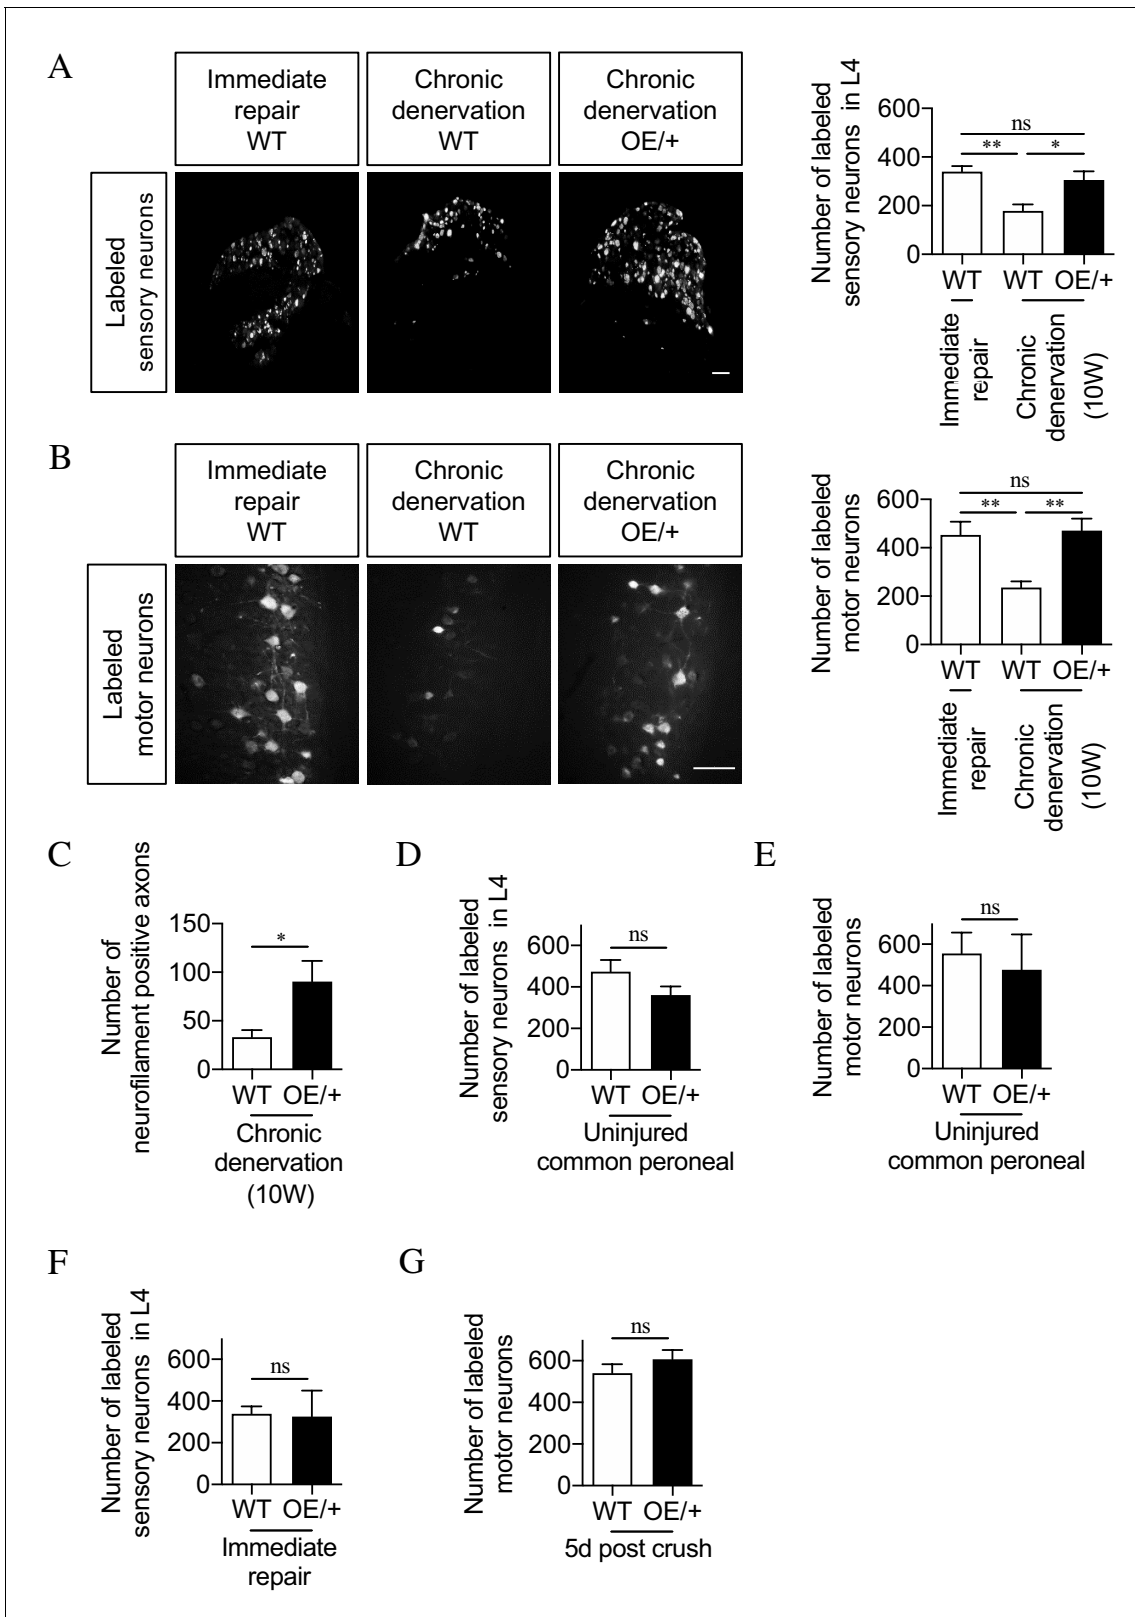 A
Immediate
repair
WT
Chronic
denervation
WT
Chronic
denervation
OE/+
Labeled
sensory neurons
Number of labeled
sensory neurons in L4
600
400
200
0
ns
**
*
WT
WT
OE/+
Immediate
repair
Chronic
denervation
(10W)
B
Immediate
repair
WT
Chronic
denervation
WT
Chronic
denervation
OE/+
Labeled
motor neurons
Number of labeled
motor neurons
600
400
200
0
ns
**
**
WT
WT
OE/+
Immediate
repair
Chronic
denervation
(10W)
C
Number of
neurofilament positive axons
150
100
50
0
*
WT
OE/+
Chronic
denervation
(10W)
D
Number of labeled
sensory neurons in L4
600
400
200
0
ns
WT
OE/+
Uninjured
common peroneal
E
Number of labeled
motor neurons
600
400
200
0
ns
WT
OE/+
Uninjured
common peroneal
F
Number of labeled
sensory neurons in L4
600
400
200
0
ns
WT
OE/+
Immediate
repair
G
Number of labeled
motor neurons
600
400
200
0
ns
WT
OE/+
5d post crush